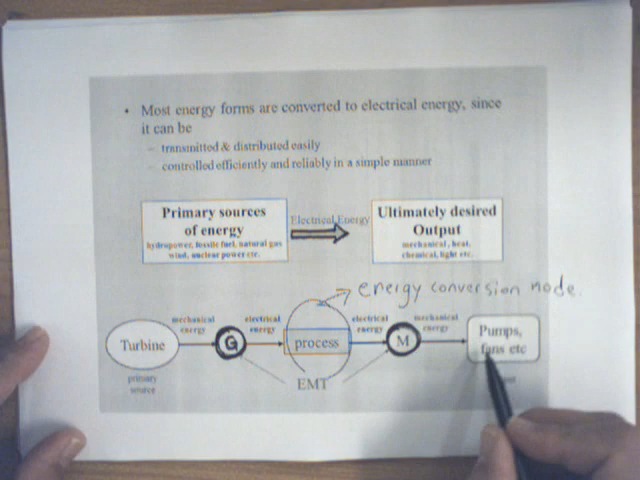 • Most energy forms are converted to electrical energy, since
it can be
– transmitted & distributed easily
– controlled efficiently and reliably in a simple manner
Primary sources
of energy
hydropower, fossile fuel, natural gas
wind, nuclear power etc.
Electrical Energy
Ultimately desired
Output
mechanical, heat,
chemical, light etc.
energy conversion node.
mechanical
energy
electrical
energy
electrical
energy
mechanical
energy
Turbine
G
process
M
Pumps,
fans etc
primary
source
EMT